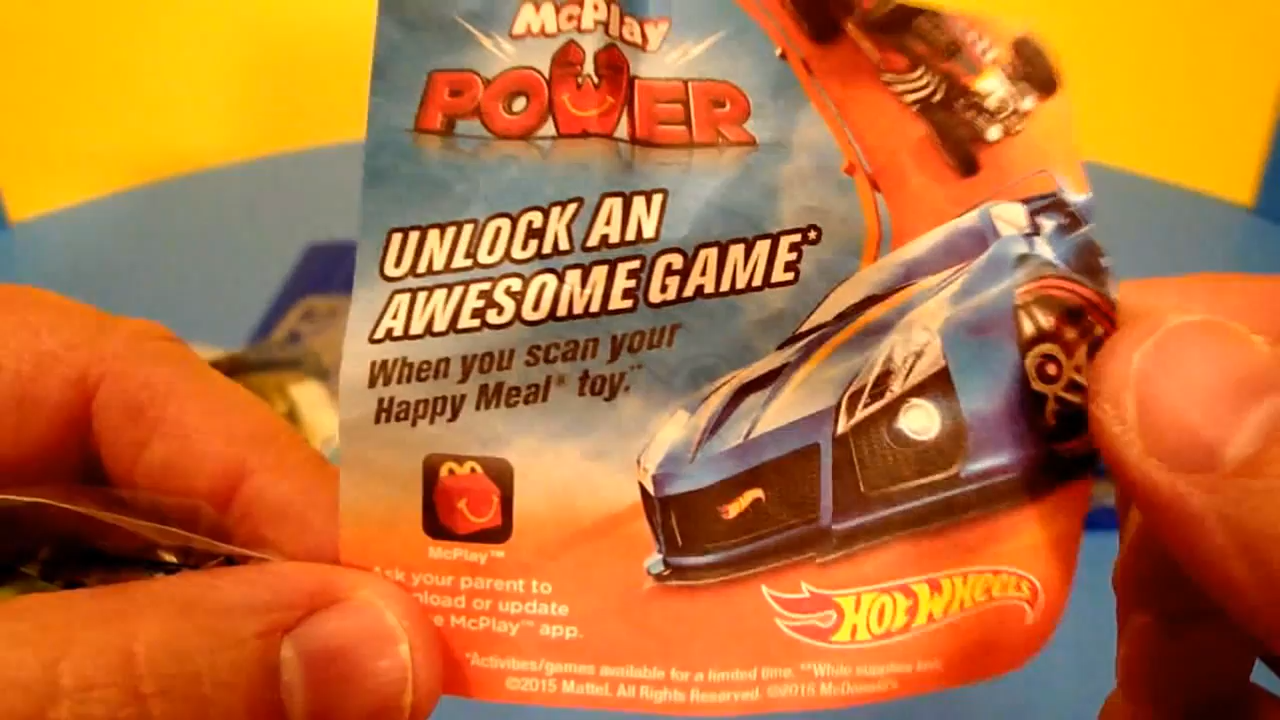 McPlay
POWER
UNLOCK AN
AWESOME GAME*
When you scan your
Happy Meal® toy.**
McPlay™
Ask your parent to
load or update
McPlay™ app.
HOT WHEELS
*Activities/games available for a limited time. **While supplies last.
©2015 Mattel. All Rights Reserved. ©2015 McDonald's